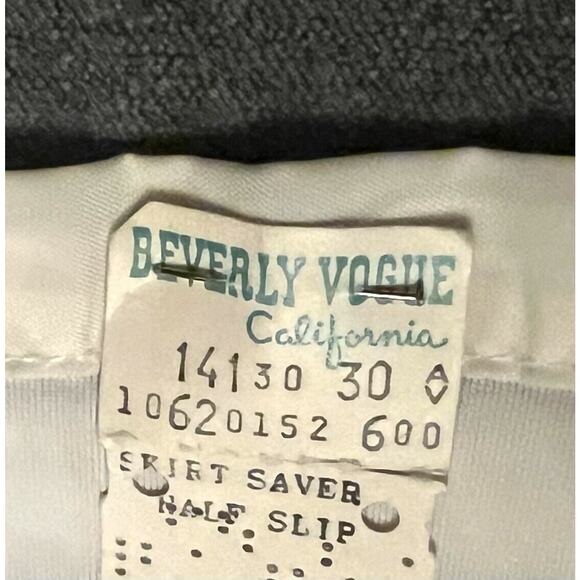 BEVERLY VOGUE
California
14130 30
10620152 600
SKIRT SAVER
HALF SLIP